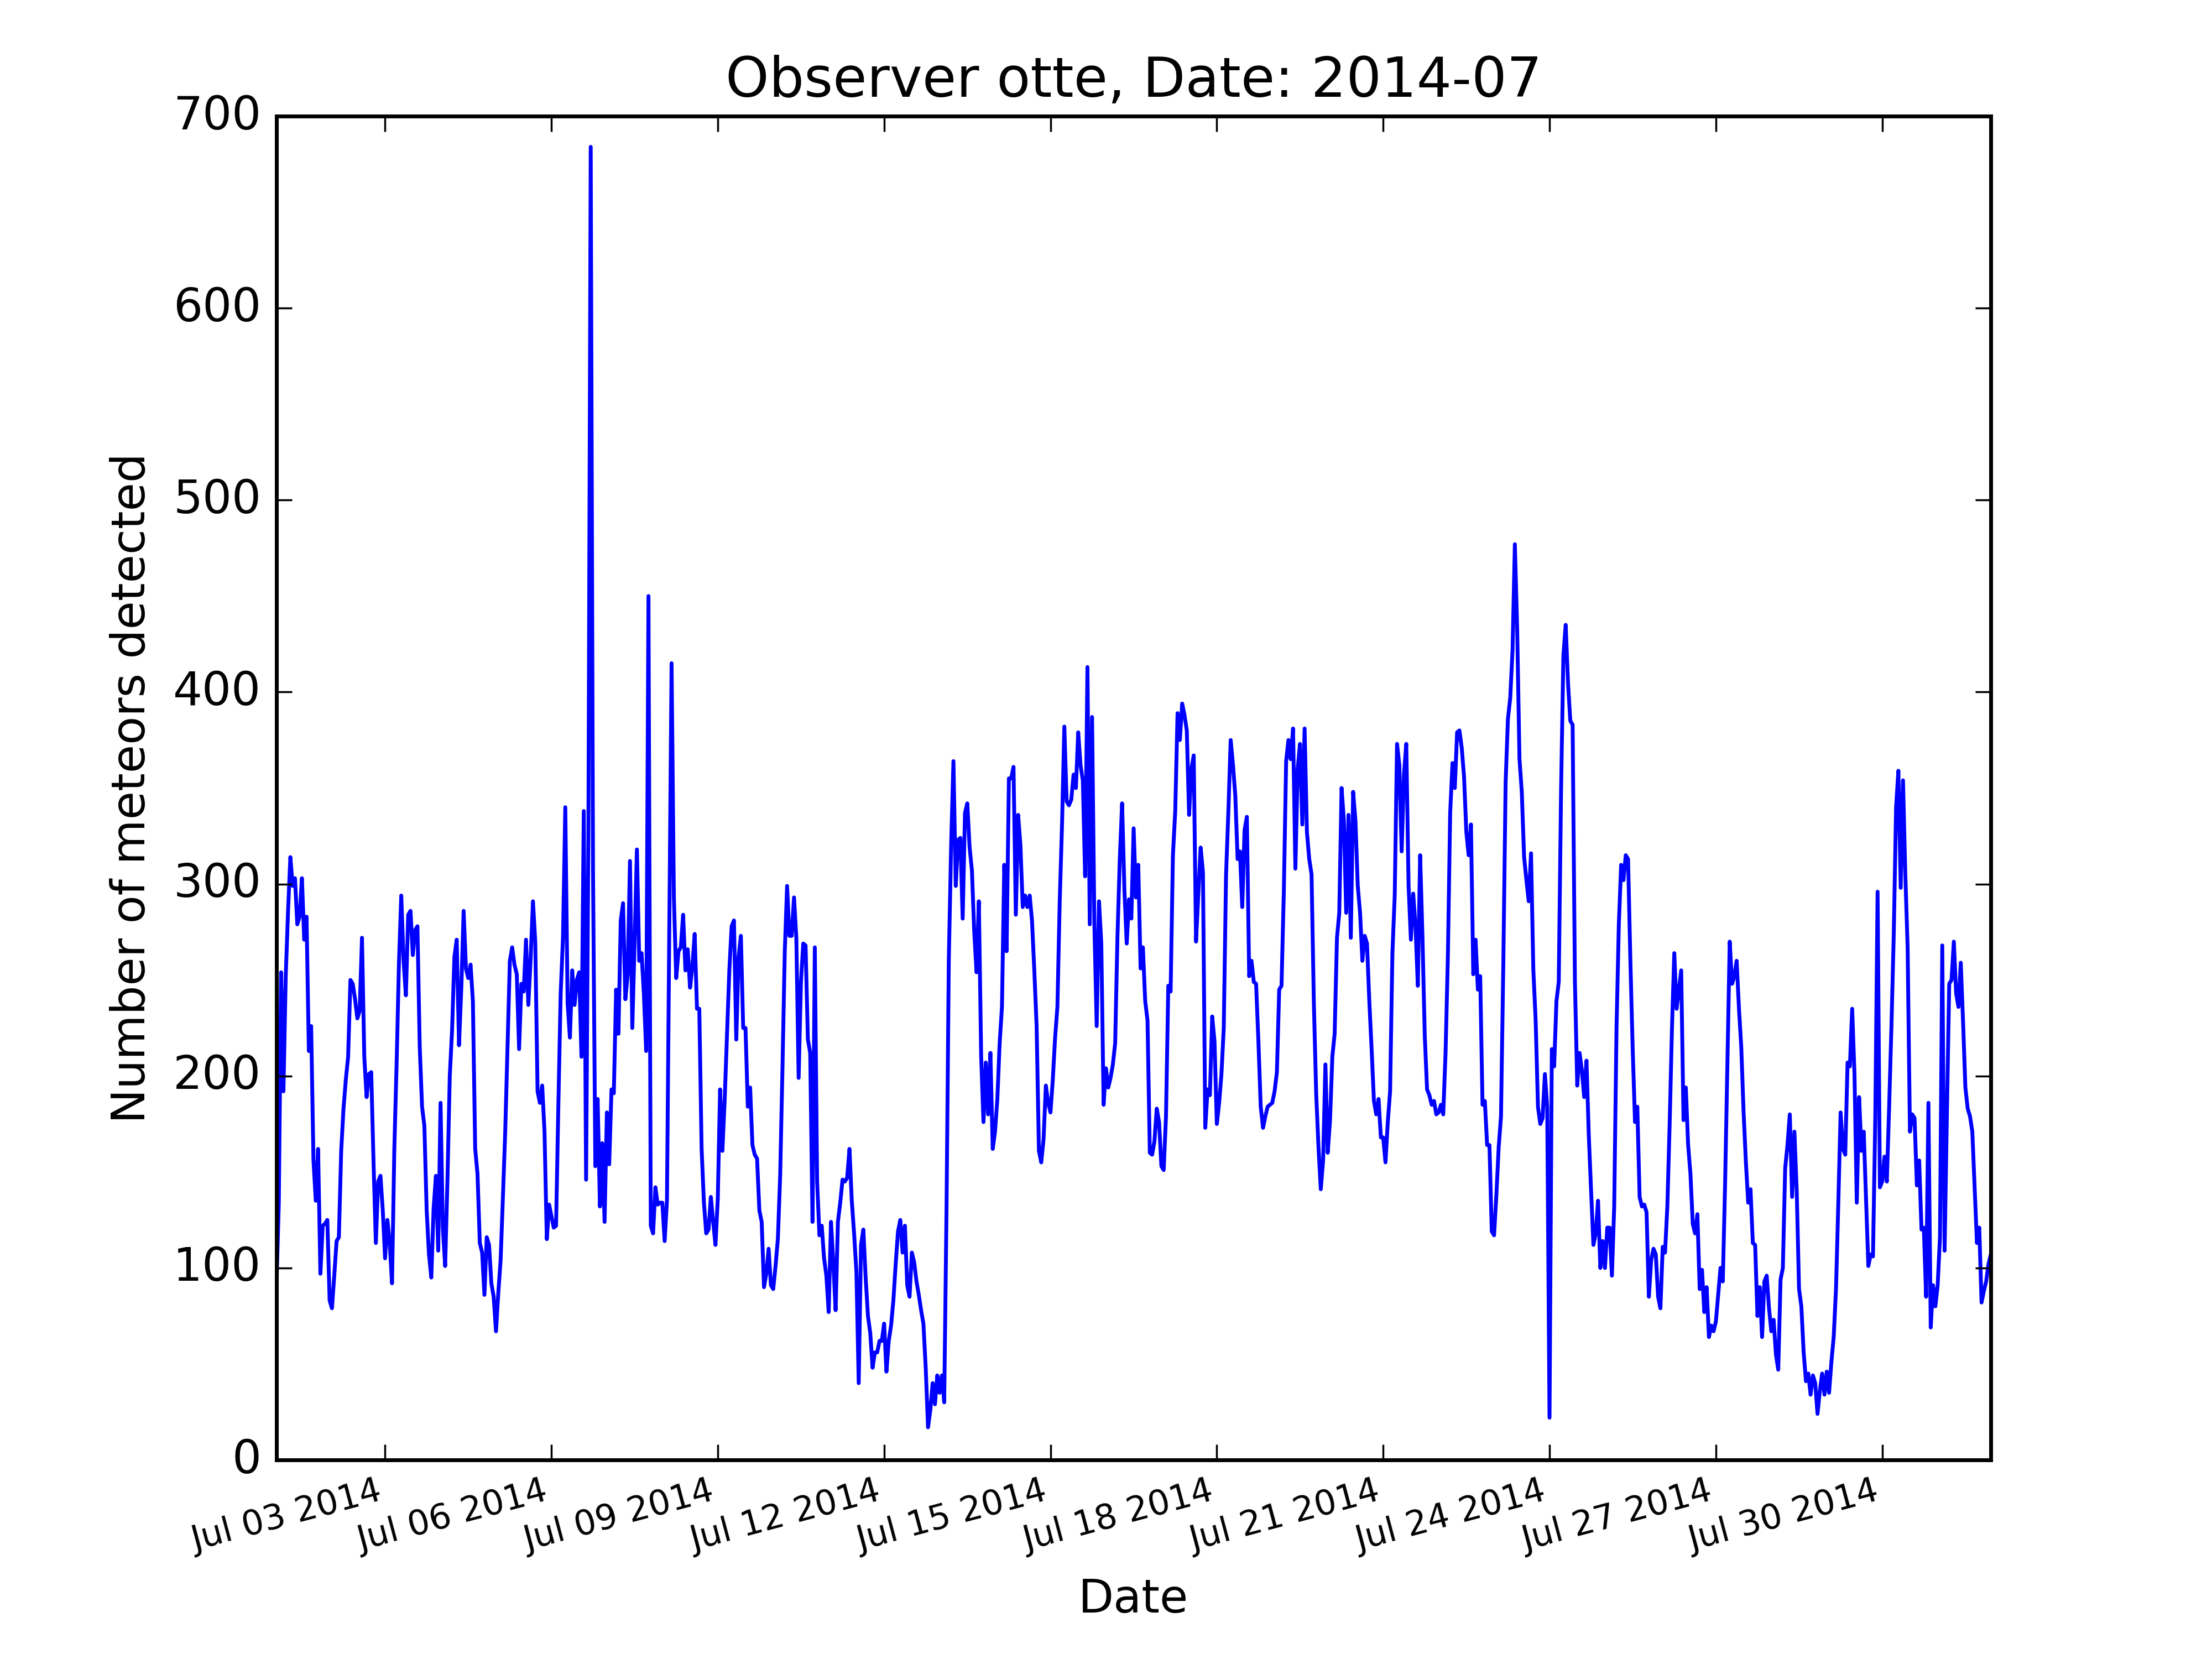 Observer otte, Date: 2014-07
700
600
500
400
300
200
100
0
Number of meteors detected
Jul 03 2014
Jul 06 2014
Jul 09 2014
Jul 12 2014
Jul 15 2014
Jul 18 2014
Jul 21 2014
Jul 24 2014
Jul 27 2014
Jul 30 2014
Date